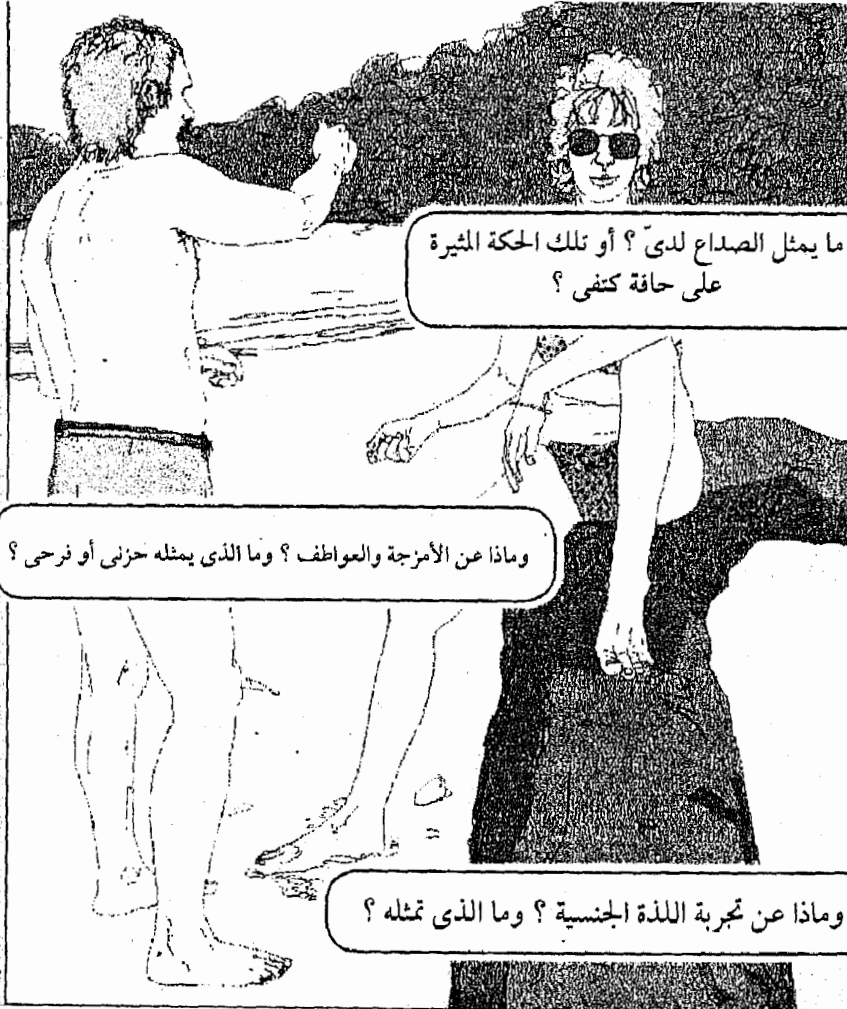 ما يمثل الصداع لدىّ ؟ أو تلك الحكة المثيرة
على حافة كتفى ؟
وماذا عن الأمزجة والعواطف ؟ وما الذى يمثله حزنى أو فرحى ؟
وماذا عن تجربة اللذة الجنسية ؟ وما الذى تمثله ؟